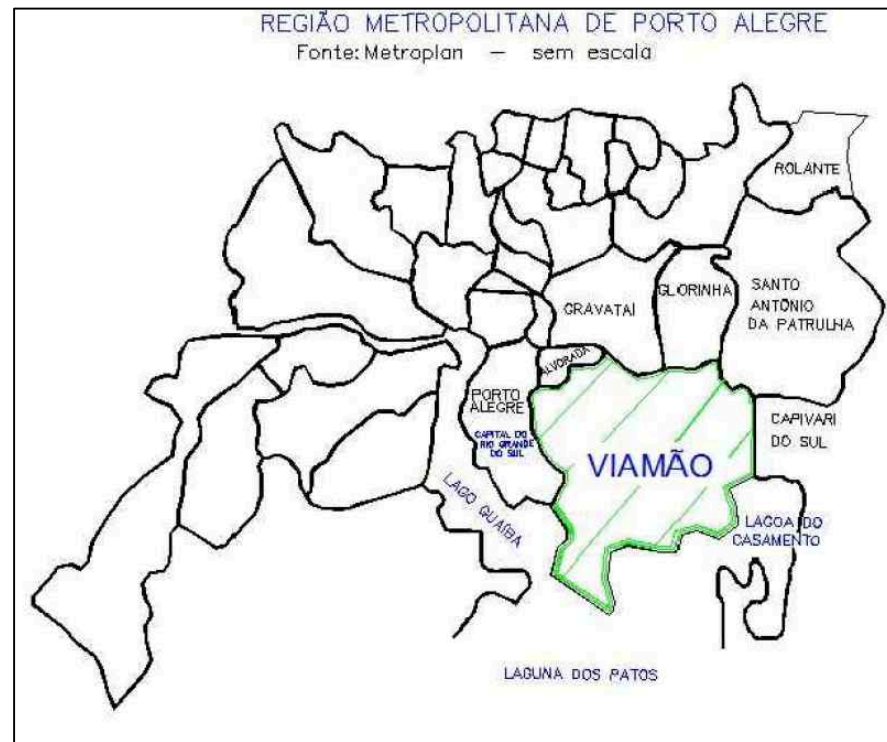 REGIÃO METROPOLITANA DE PORTO ALEGRE
Fonte: Metroplan – sem escala
ROLANTE
GRAVATAÍ
GLORINHA
SANTO
ANTÔNIO
DA PATRULHA
ALVORADA
PORTO
ALEGRE
CAPITAL DO
RIO GRANDE
DO SUL
VIAMÃO
CAPIVARI
DO SUL
LAGO GUAÍBA
LAGOA DO
CASAMENTO
LAGUNA DOS PATOS